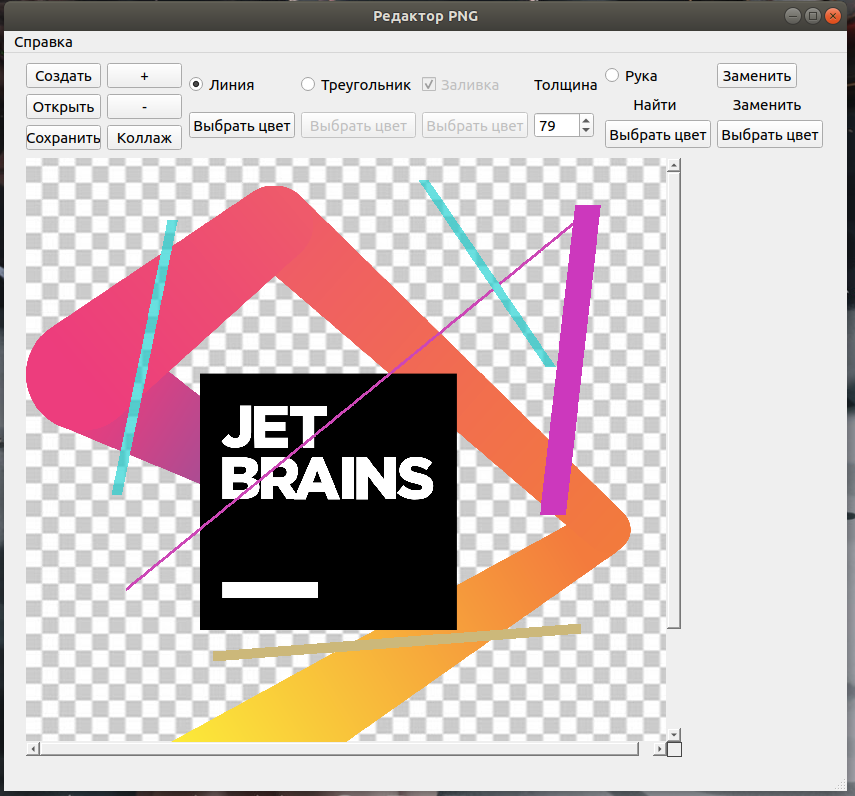 Редактор PNG
Справка
Создать
+
Открыть
-
Сохранить
Коллаж
Линия
Выбрать цвет
Треугольник
Выбрать цвет
Заливка
Выбрать цвет
Толщина
79
Рука
Найти
Выбрать цвет
Заменить
Заменить
Выбрать цвет
JET
BRAINS